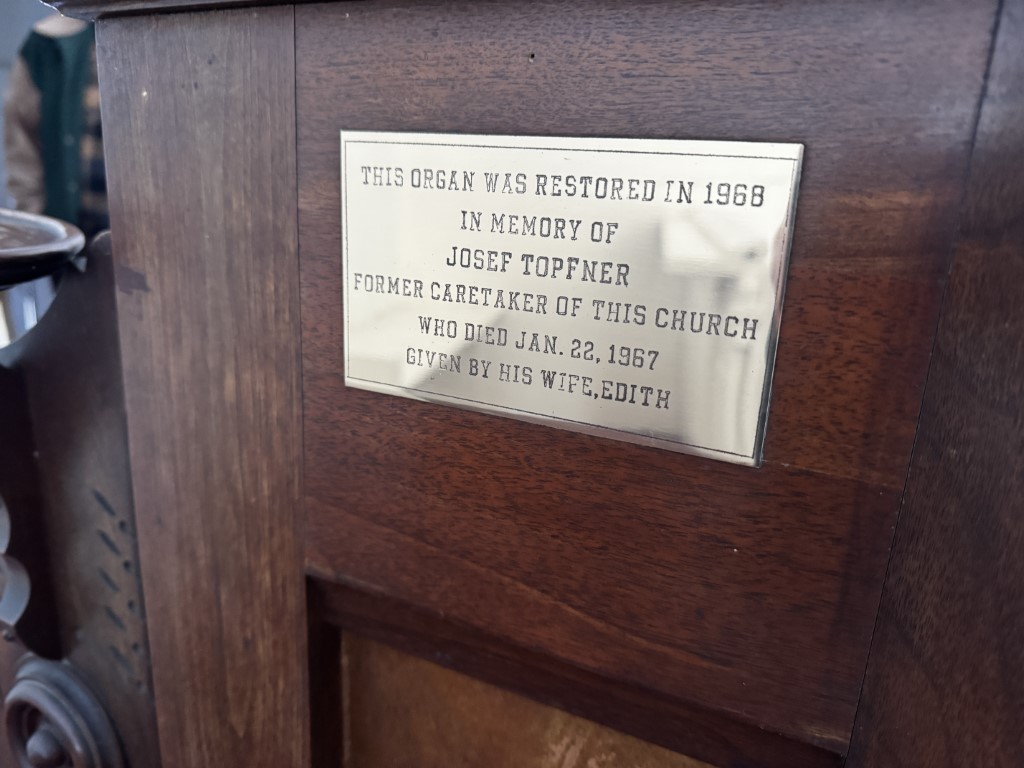 THIS ORGAN WAS RESTORED IN 1968
IN MEMORY OF
JOSEF TOPFNER
FORMER CARETAKER OF THIS CHURCH
WHO DIED JAN. 22, 1967
GIVEN BY HIS WIFE,EDITH